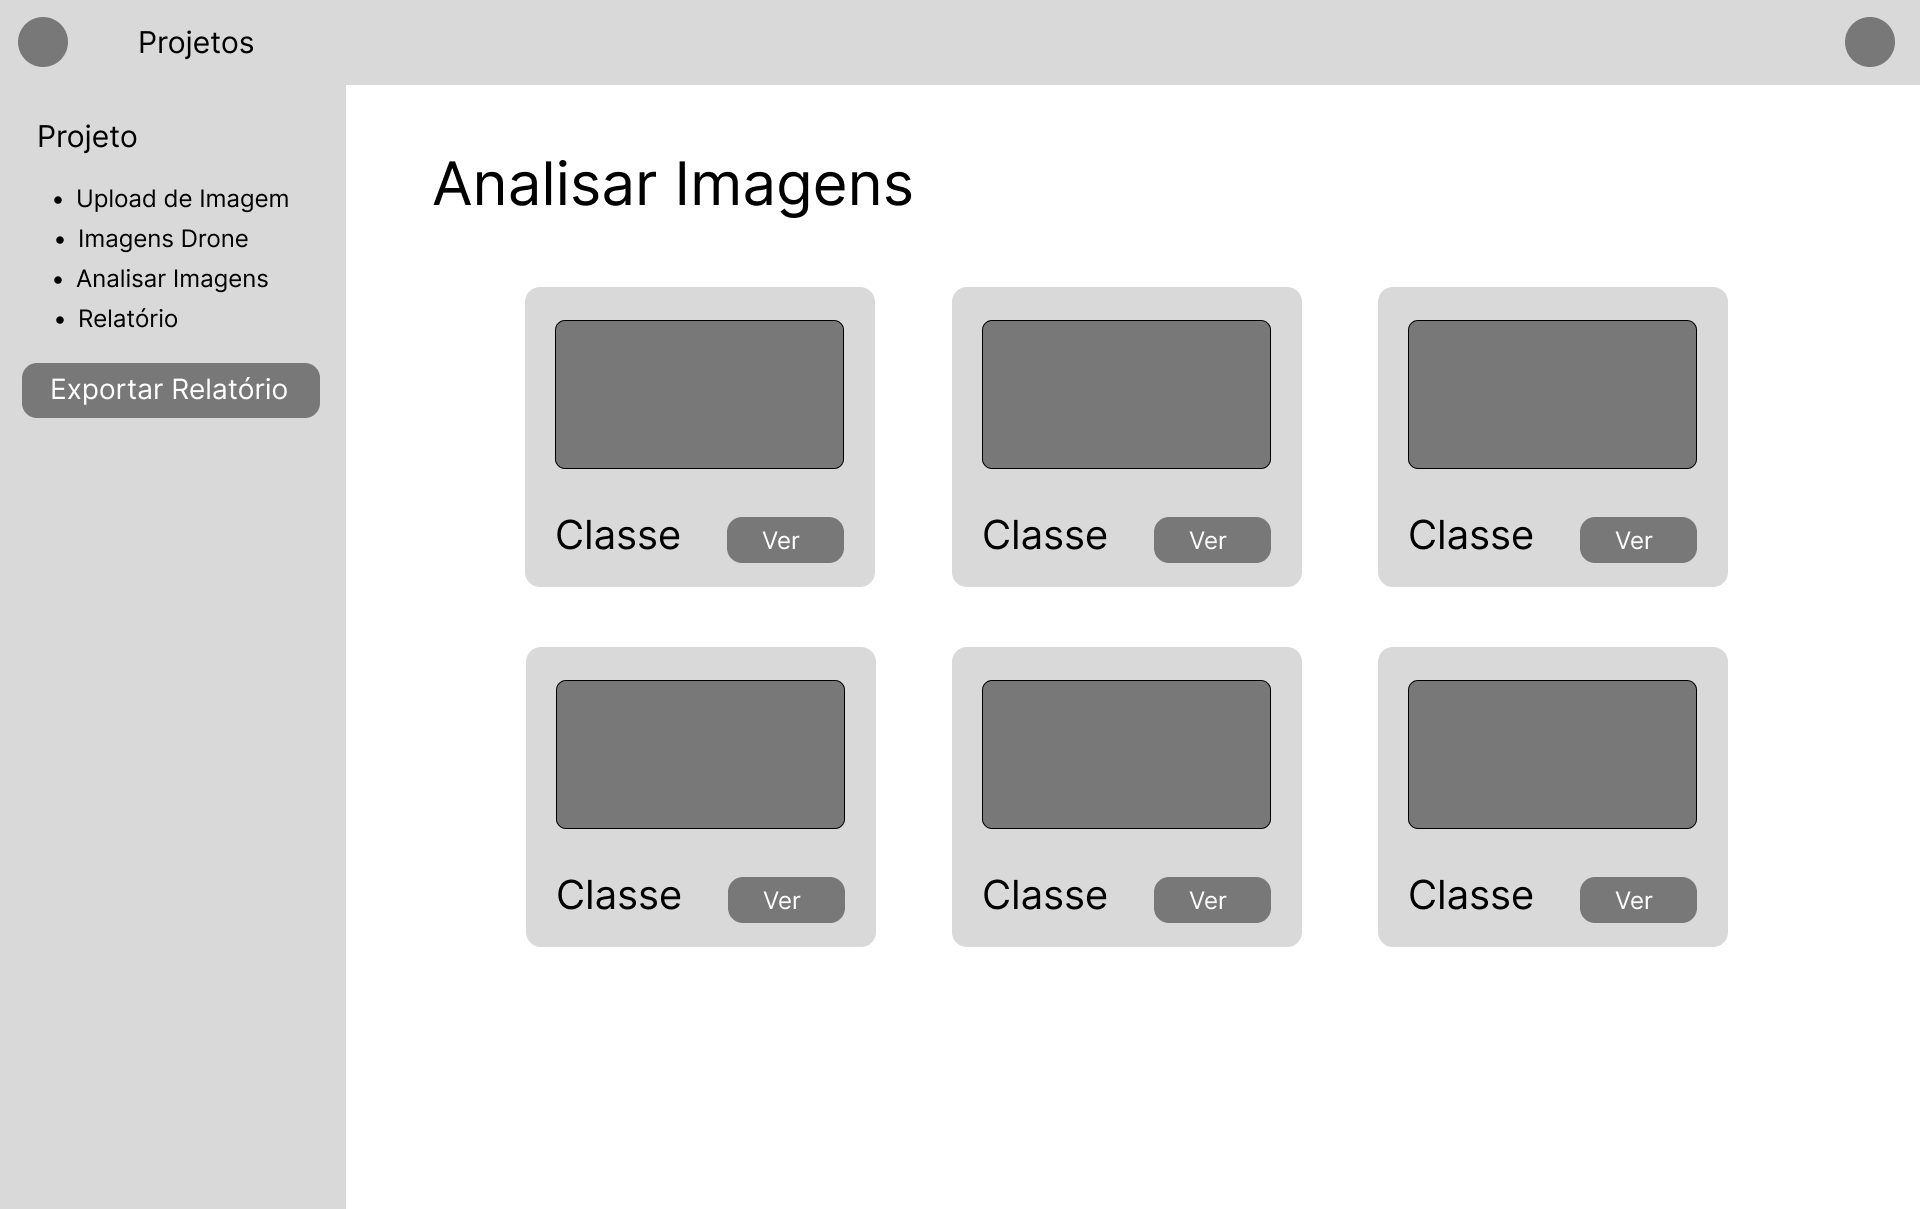 Projetos
Projeto
• Upload de Imagem
• Imagens Drone
• Analisar Imagens
• Relatório
Exportar Relatório
Analisar Imagens
Classe Ver
Classe Ver
Classe Ver
Classe Ver
Classe Ver
Classe Ver